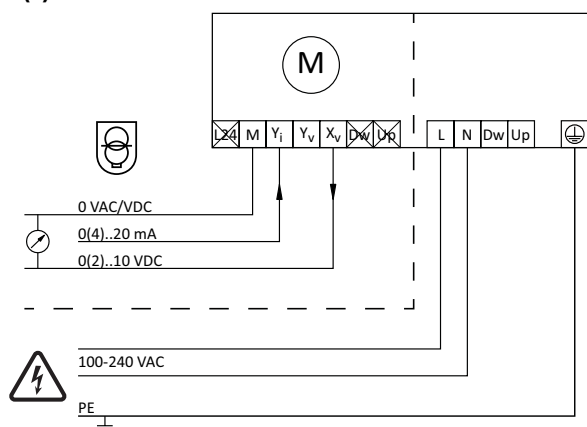 M
L24 M Yi Yv Xv Dw Up L N Dw Up
0 VAC/VDC
0(4)..20 mA
0(2)..10 VDC
100-240 VAC
PE